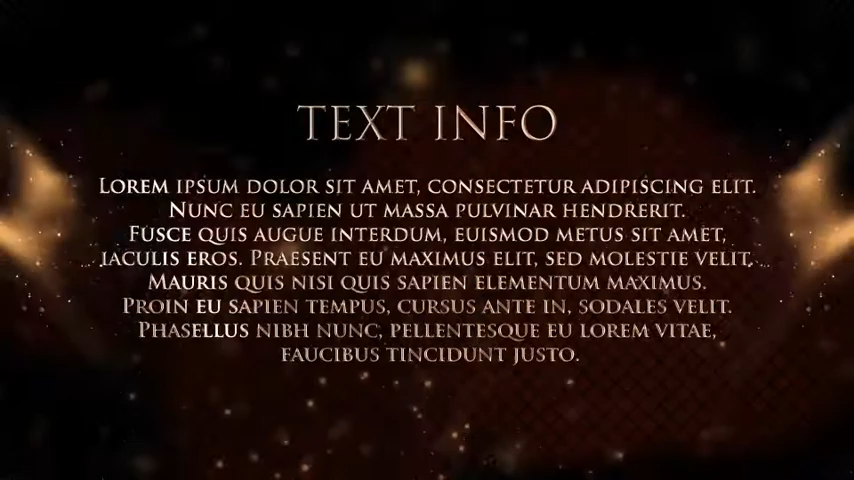 TEXT INFO
LOREM IPSUM DOLOR SIT AMET, CONSECTETUR ADIPISCING ELIT.
NUNC EU SAPIEN UT MASSA PULVINAR HENDRERIT.
FUSCE QUIS AUGUE INTERDUM, EUISMOD METUS SIT AMET,
IACULIS EROS. PRAESENT EU MAXIMUS ELIT, SED MOLESTIE VELIT.
MAURIS QUIS NISI QUIS SAPIEN ELEMENTUM MAXIMUS.
PROIN EU SAPIEN TEMPUS, CURSUS ANTE IN, SODALES VELIT.
PHASELLUS NIBH NUNC, PELLENTESQUE EU LOREM VITAE,
FAUCIBUS TINCIDUNT JUSTO.